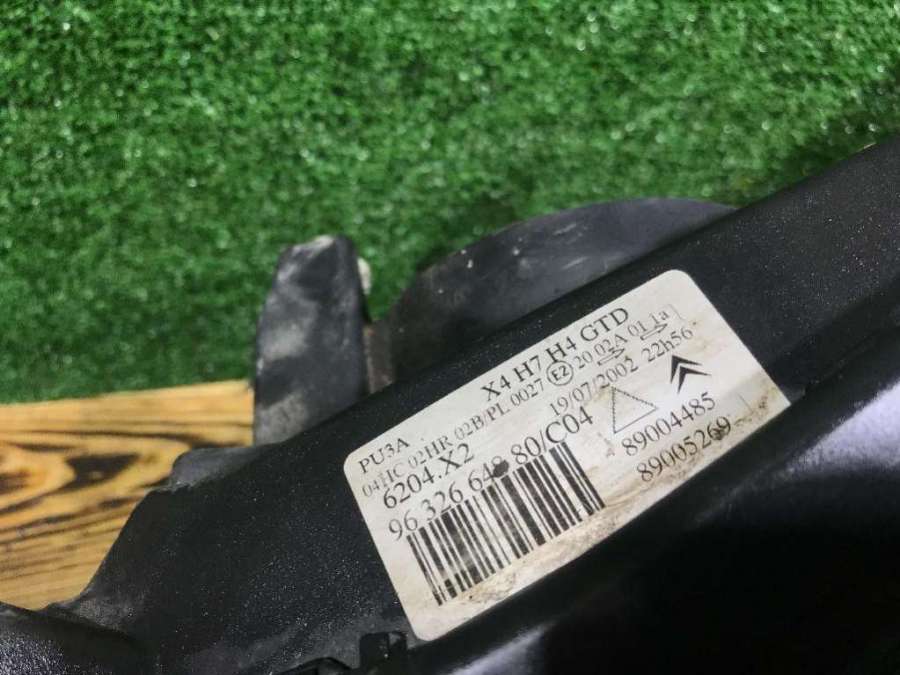 X4 H7 H4 GTD
PU3A
04HC 02HR 02B/PL 0027 E2 20 02A 01 1a
19/07/2002 22h56
6204.X2
96 326 648 80/C04
89004485
89005269